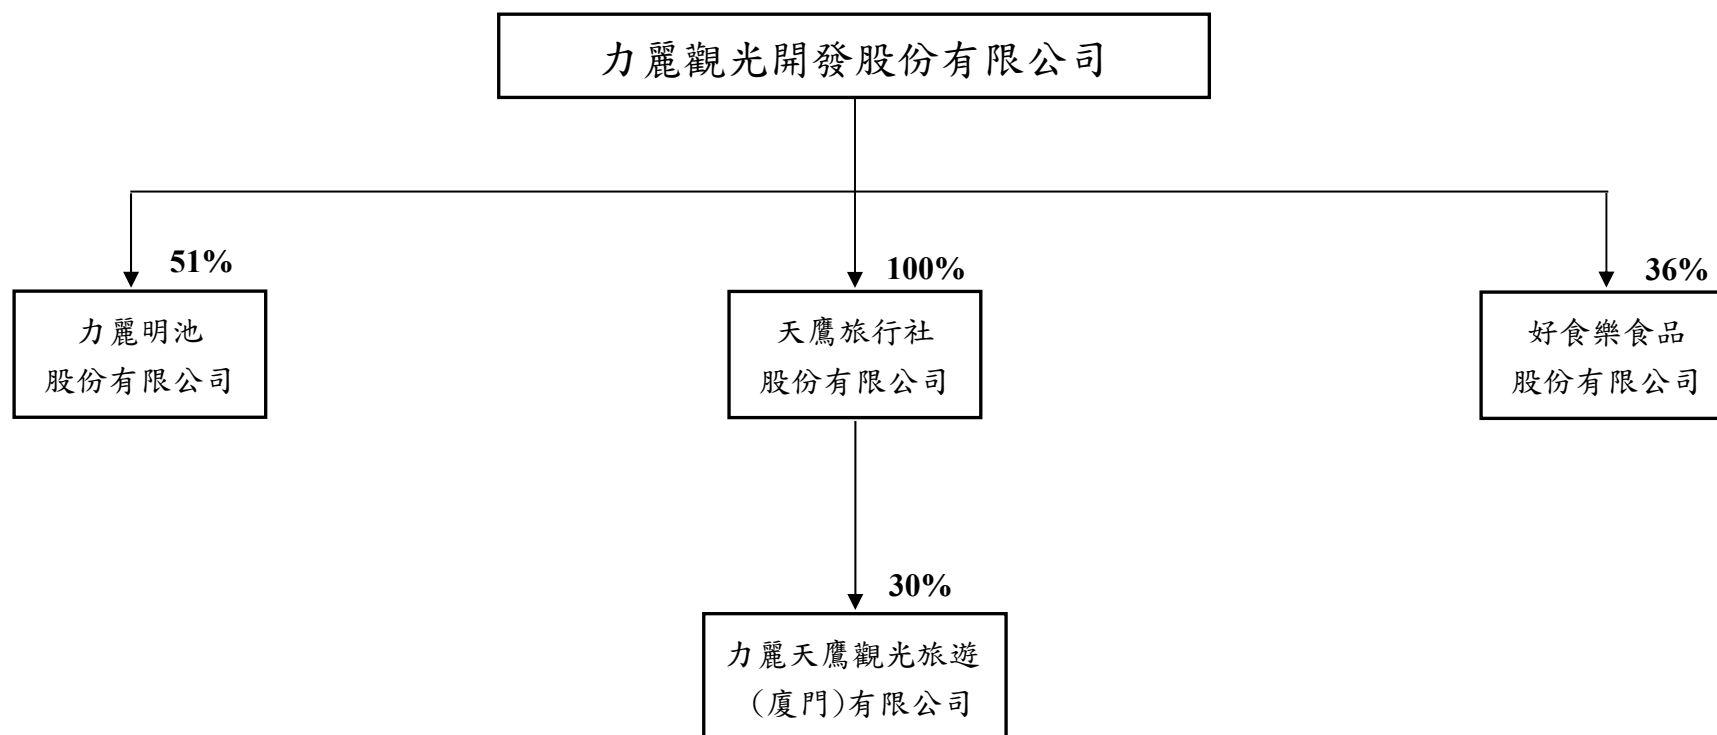 力麗觀光開發股份有限公司
51%
100%
36%
力麗明池
股份有限公司
天鷹旅行社
股份有限公司
好食樂食品
股份有限公司
30%
力麗天鷹觀光旅遊
(廈門)有限公司